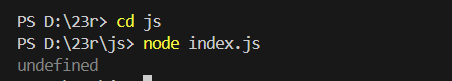 PS D:\23r> cd js
PS D:\23r\js> node index.js
undefined